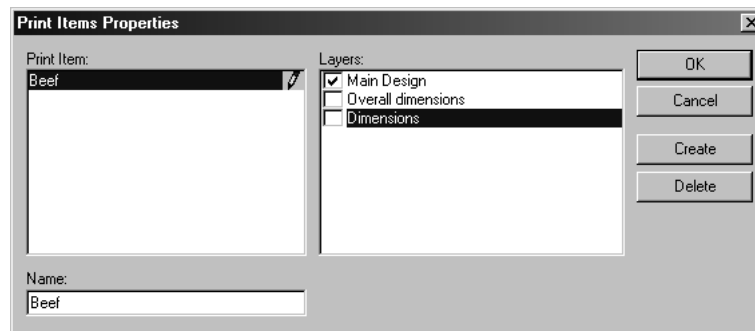 Print Items Properties
Print Item:
Beef
Layers:
Main Design
Overall dimensions
Dimensions
OK
Cancel
Create
Delete
Name:
Beef